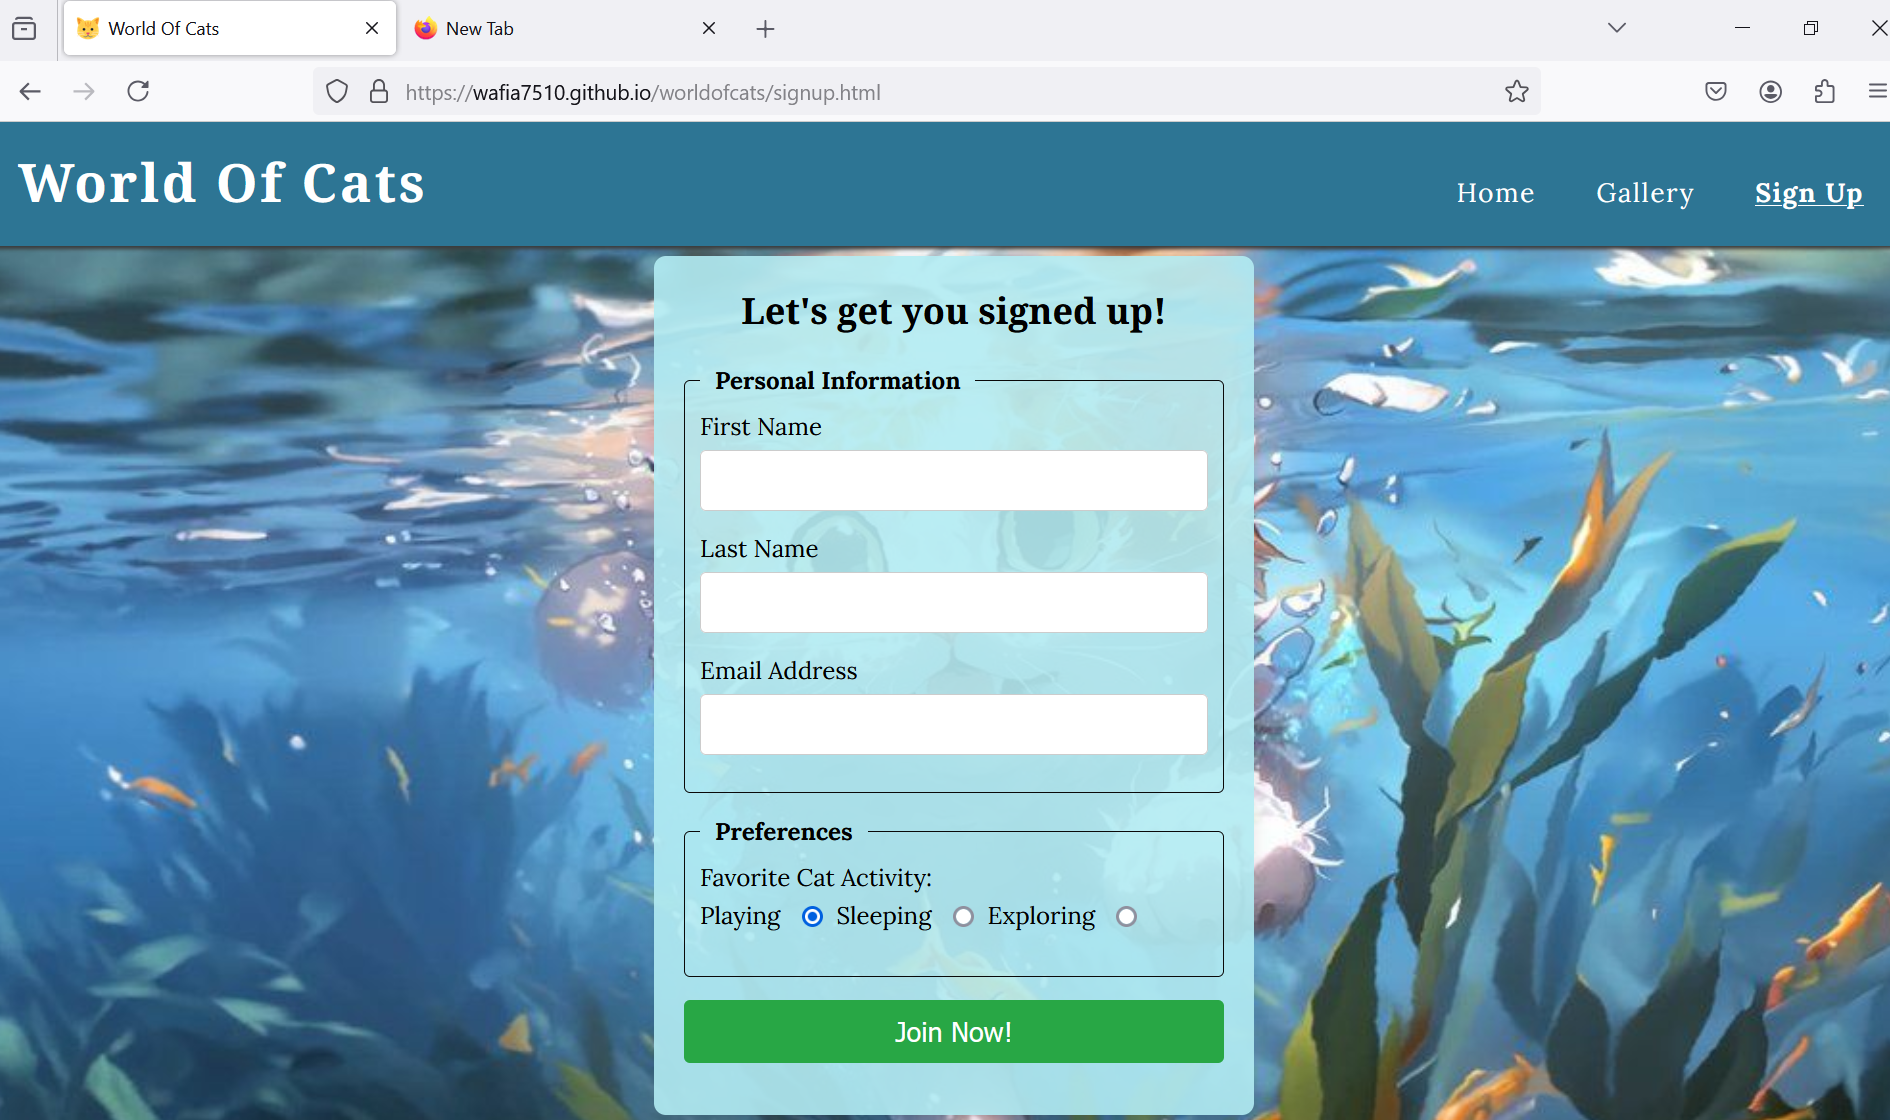 World Of Cats
New Tab
https://wafia7510.github.io/worldofcats/signup.html
World Of Cats
Home Gallery Sign Up
Let's get you signed up!
Personal Information
First Name
Last Name
Email Address
Preferences
Favorite Cat Activity:
Playing Sleeping Exploring
Join Now!